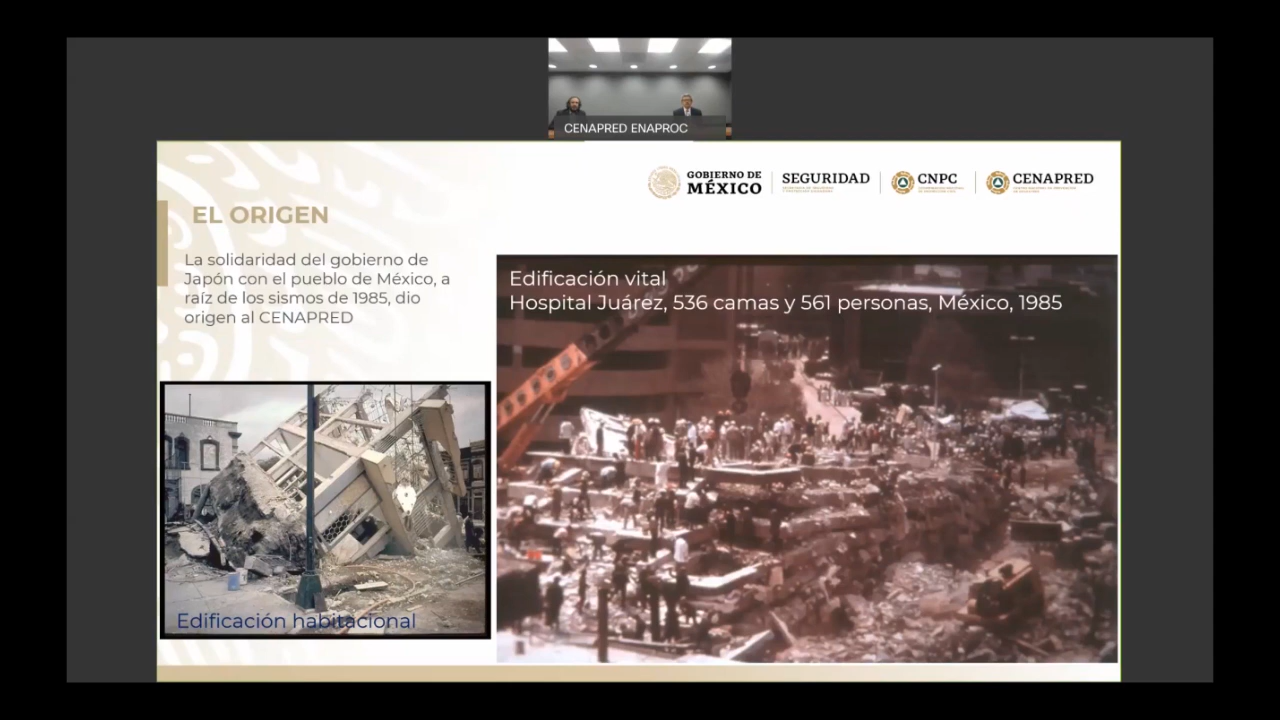 CENAPRED ENAPROC
GOBIERNO DE
MÉXICO
SEGURIDAD
CNPC
CENAPRED
EL ORIGEN
La solidaridad del gobierno de
Japón con el pueblo de México, a
raíz de los sismos de 1985, dio
origen al CENAPRED
Edificación vital
Hospital Juárez, 536 camas y 561 personas, México, 1985
Edificación habitacional